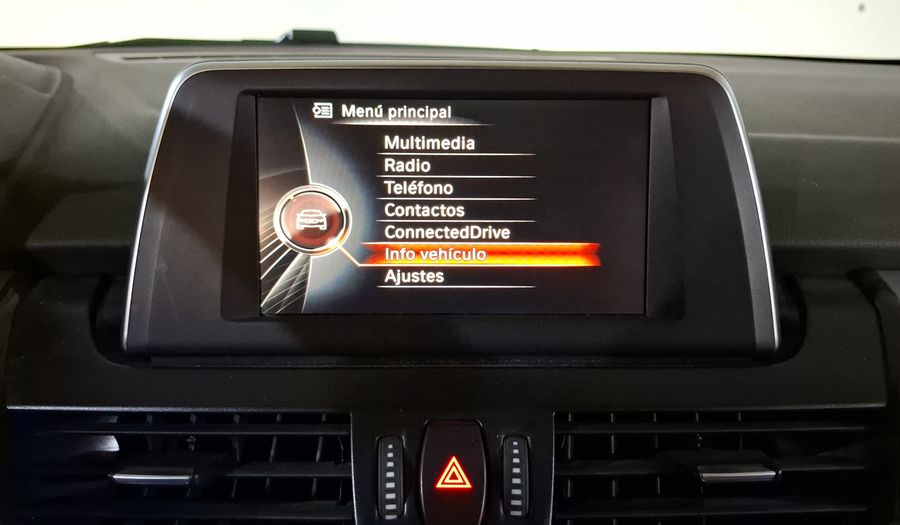 Menú principal
Multimedia
Radio
Teléfono
Contactos
ConnectedDrive
Info vehículo
Ajustes